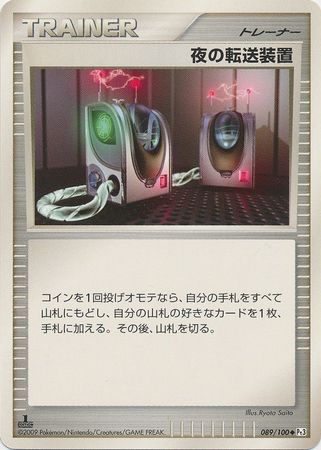 TRAINER
トレーナー
夜の転送装置
コインを1回投げオモテなら、自分の手札をすべて
山札にもどし、自分の山札の好きなカードを1枚、
手札に加える。その後、山札を切る。
Illus.Ryota Saito
1
©2009 Pokémon/Nintendo/Creatures/GAME FREAK.
089/100 ◆ Pt3